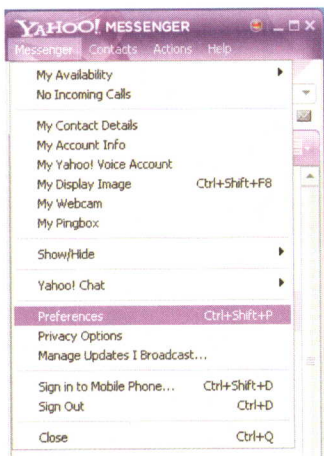 YAHOO! MESSENGER
Messenger Contacts Actions Help
My Availability
No Incoming Calls
My Contact Details
My Account Info
My Yahoo! Voice Account
My Display Image Ctrl+Shift+F8
My Webcam
My Pingbox
Show/Hide
Yahoo! Chat
Preferences Ctrl+Shift+P
Privacy Options
Manage Updates I Broadcast...
Sign in to Mobile Phone... Ctrl+Shift+D
Sign Out Ctrl+D
Close Ctrl+Q